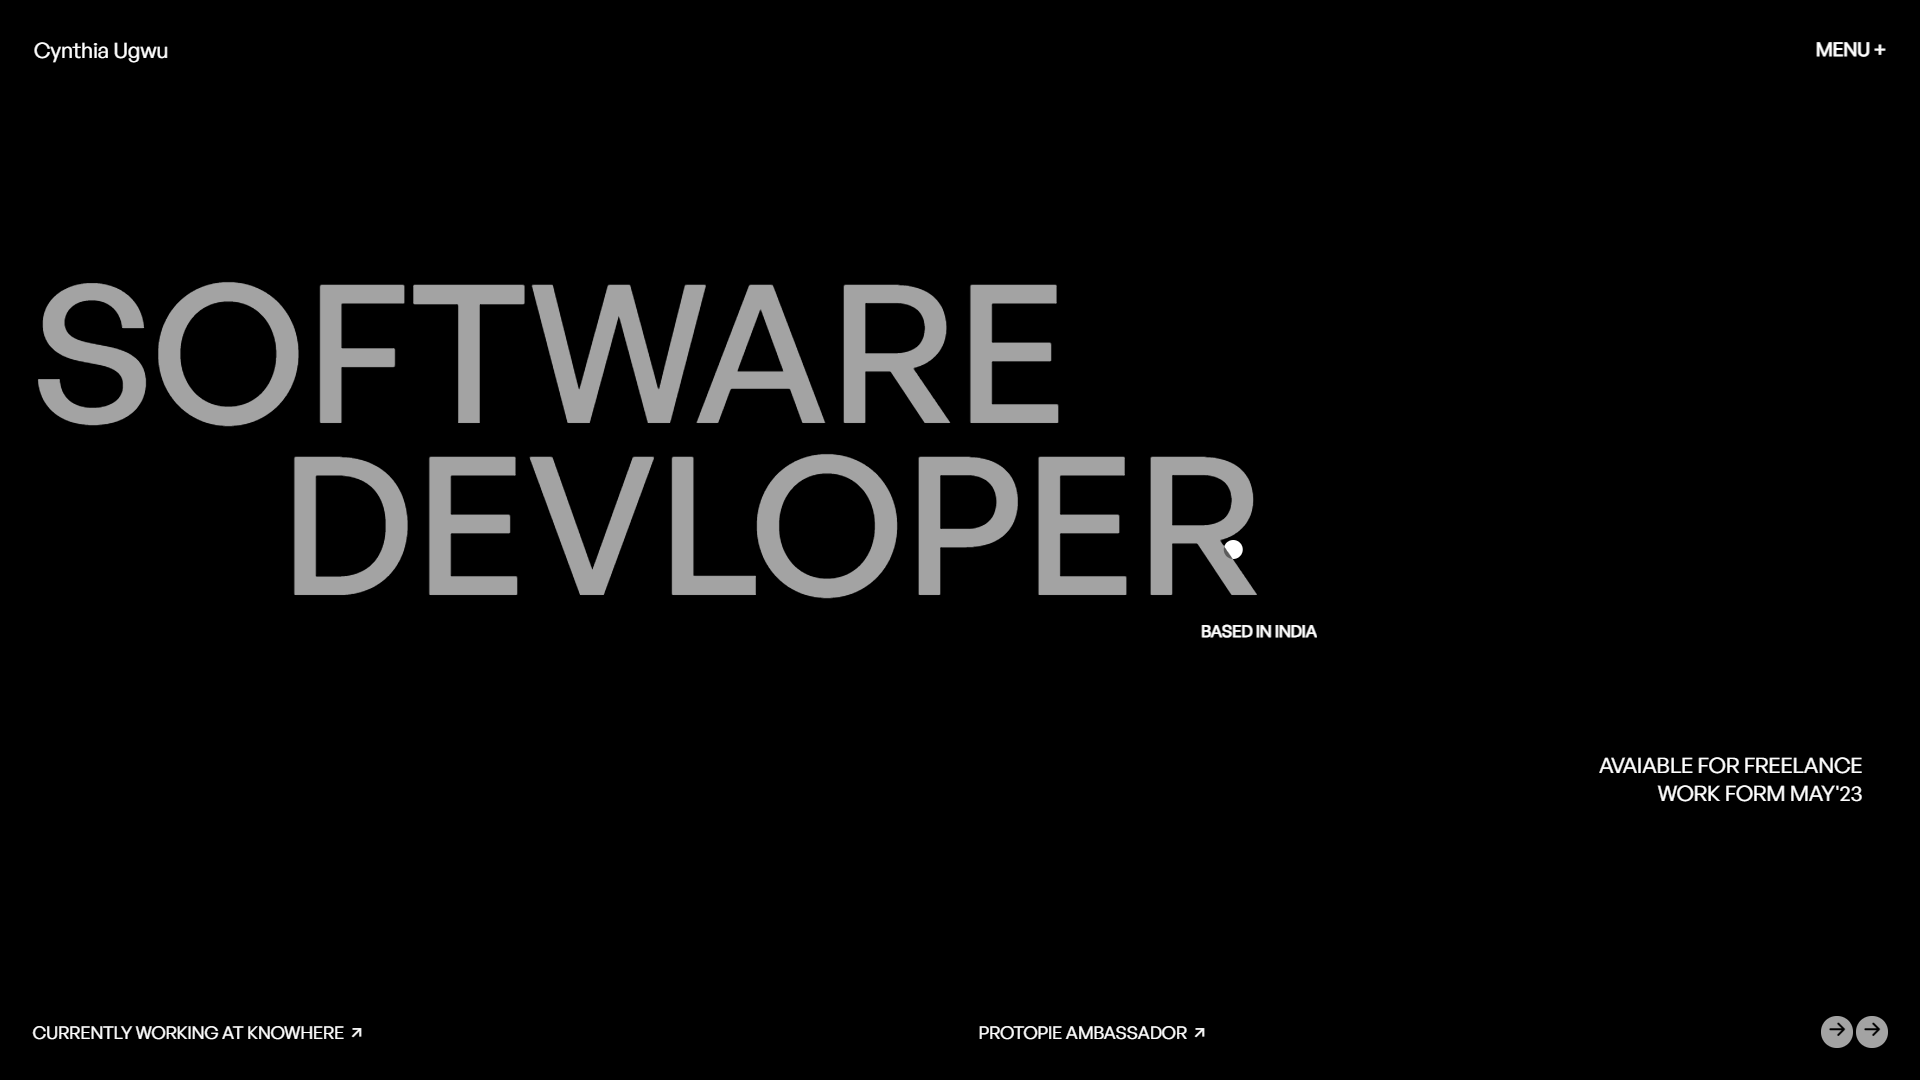 Cynthia Ugwu
MENU +
SOFTWARE
DEVLOPER
BASED IN INDIA
AVAIABLE FOR FREELANCE
WORK FORM MAY'23
CURRENTLY WORKING AT KNOWHERE
PROTOPIE AMBASSADOR